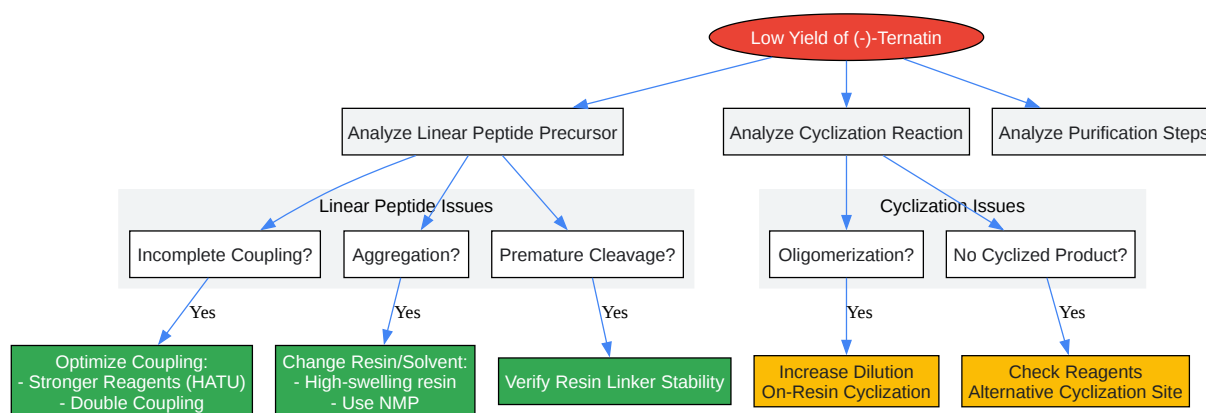 Low Yield of (-)-Ternatin
Analyze Linear Peptide Precursor
Analyze Cyclization Reaction
Analyze Purification Steps
Linear Peptide Issues
Cyclization Issues
Incomplete Coupling?
Aggregation?
Premature Cleavage?
Oligomerization?
No Cyclized Product?
Yes
Yes
Yes
Yes
Yes
Optimize Coupling:
- Stronger Reagents (HATU)
- Double Coupling
Change Resin/Solvent:
- High-swelling resin
- Use NMP
Verify Resin Linker Stability
Increase Dilution
On-Resin Cyclization
Check Reagents
Alternative Cyclization Site